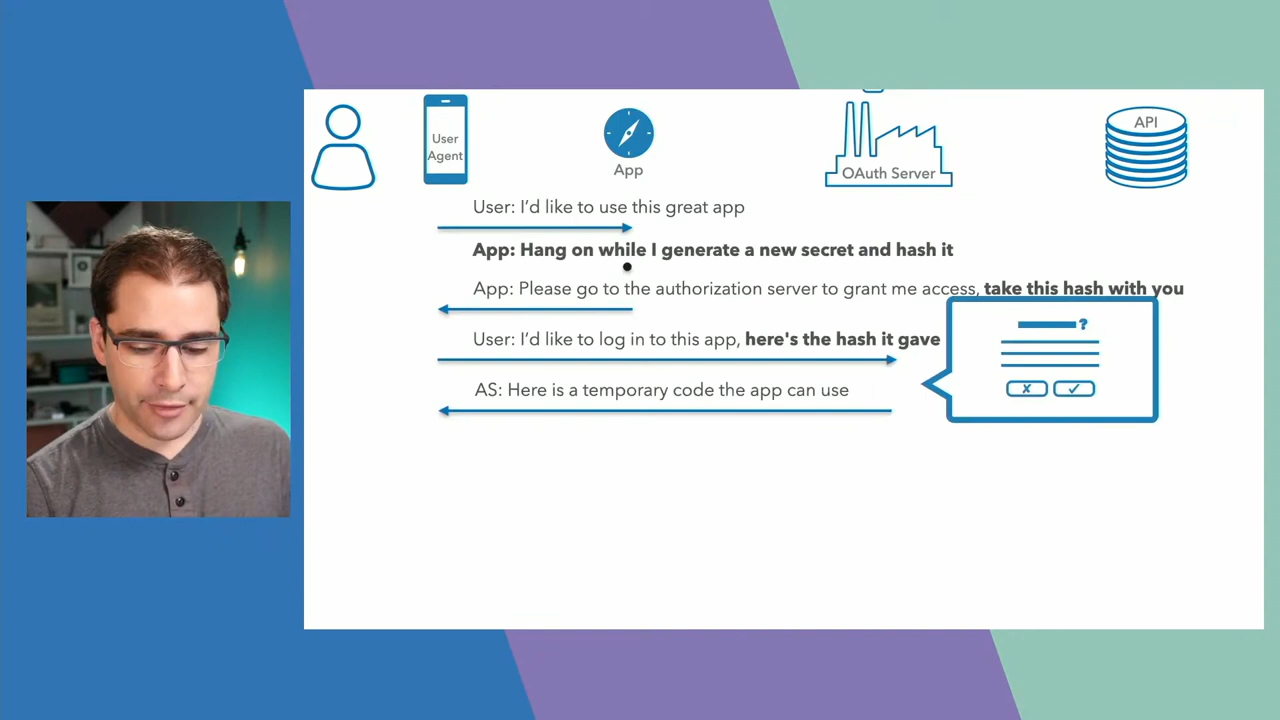 User
Agent
App
OAuth Server
API
User: I'd like to use this great app
App: Hang on while I generate a new secret and hash it
App: Please go to the authorization server to grant me access, take this hash with you
User: I'd like to log in to this app, here's the hash it gave
?
AS: Here is a temporary code the app can use